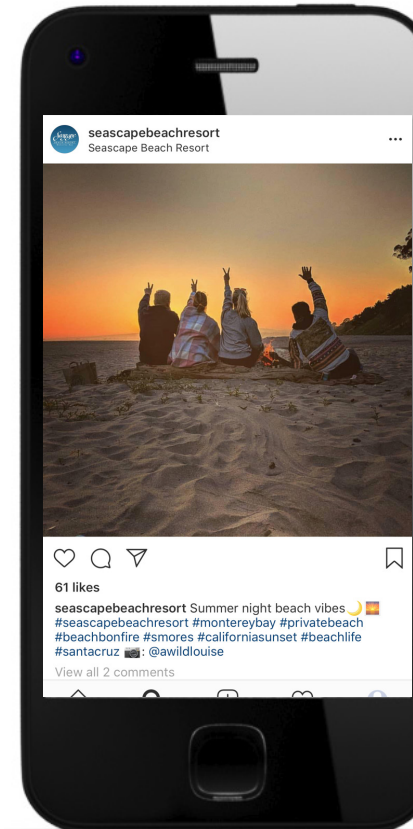 seascapebeachresort
Seascape Beach Resort
61 likes
seascapebeachresort Summer night beach vibes🌙 🌅
#seascapebeachresort #montereybay #privatebeach
#beachbonfire #smores #californiasunset #beachlife
#santacruz 📷: @awildlouise
View all 2 comments